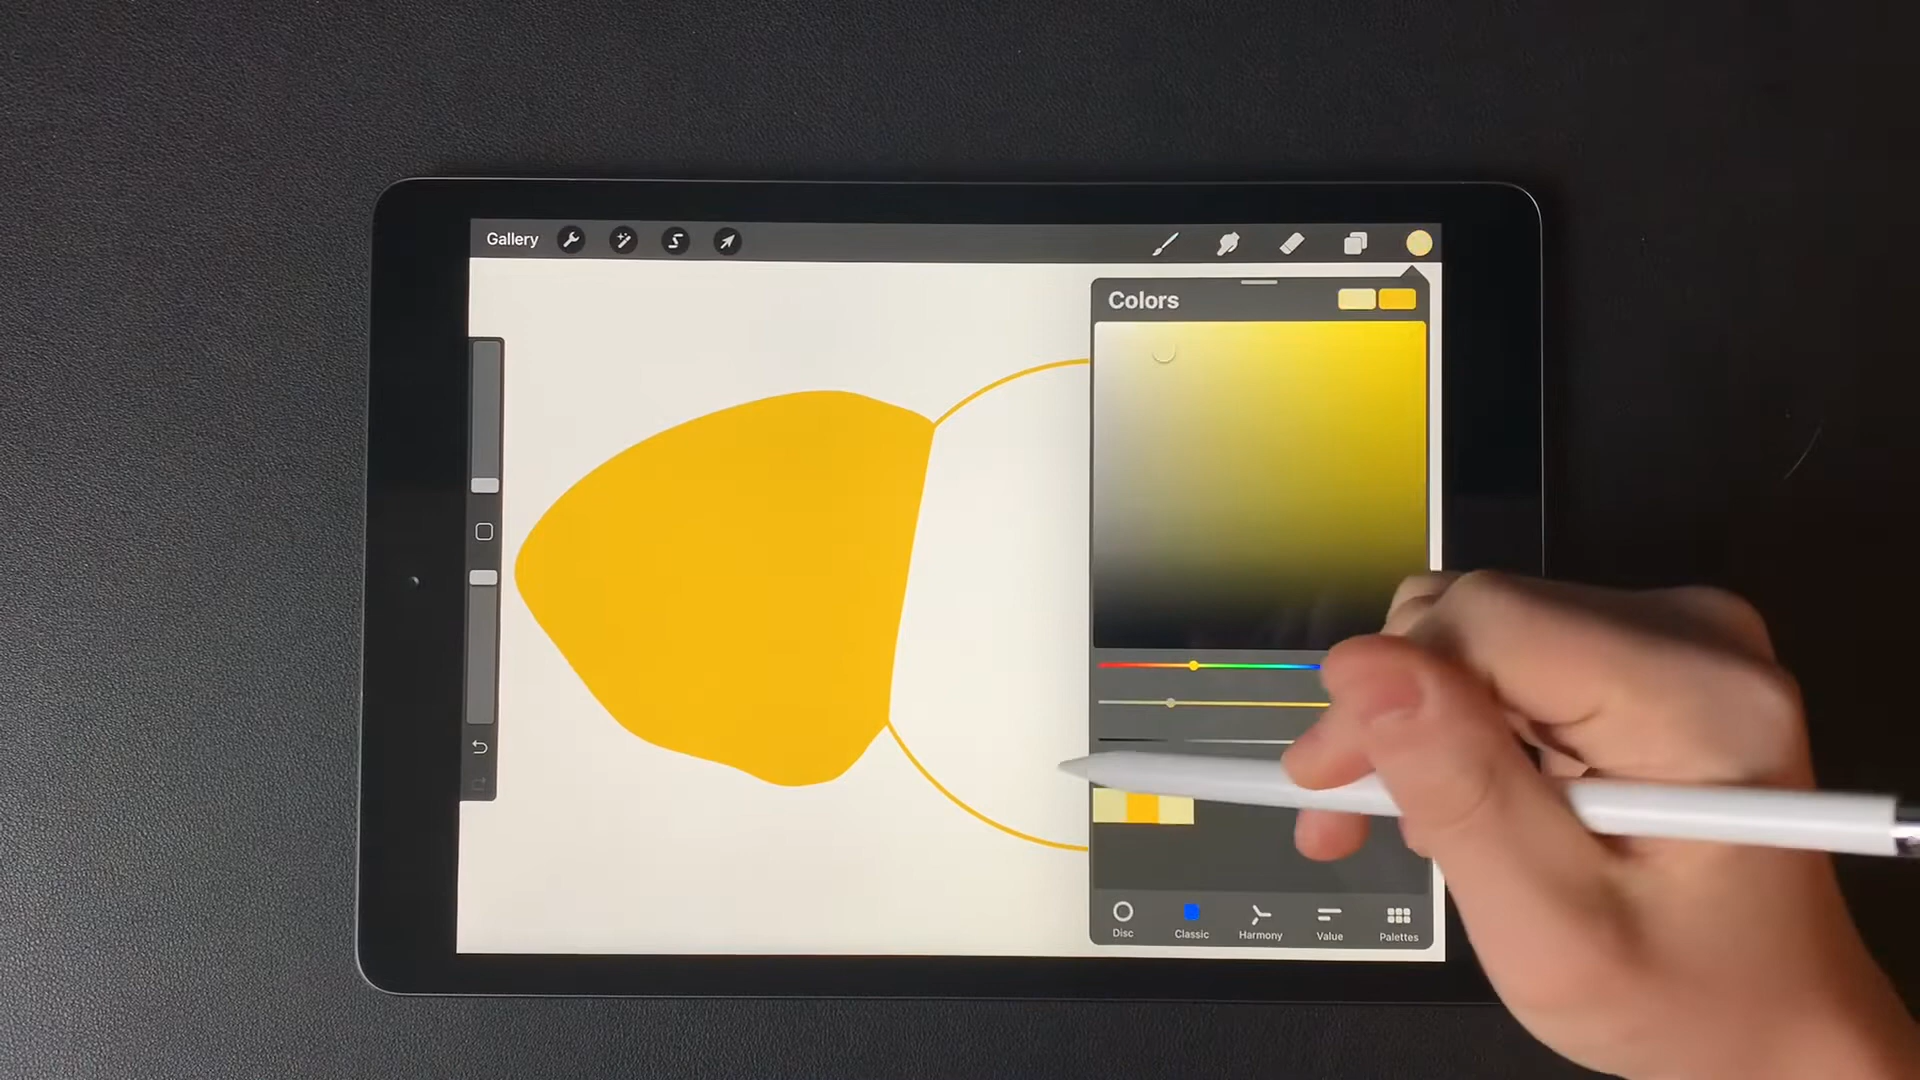 Gallery
Colors
Disc
Classic
Harmony
Value
Palettes